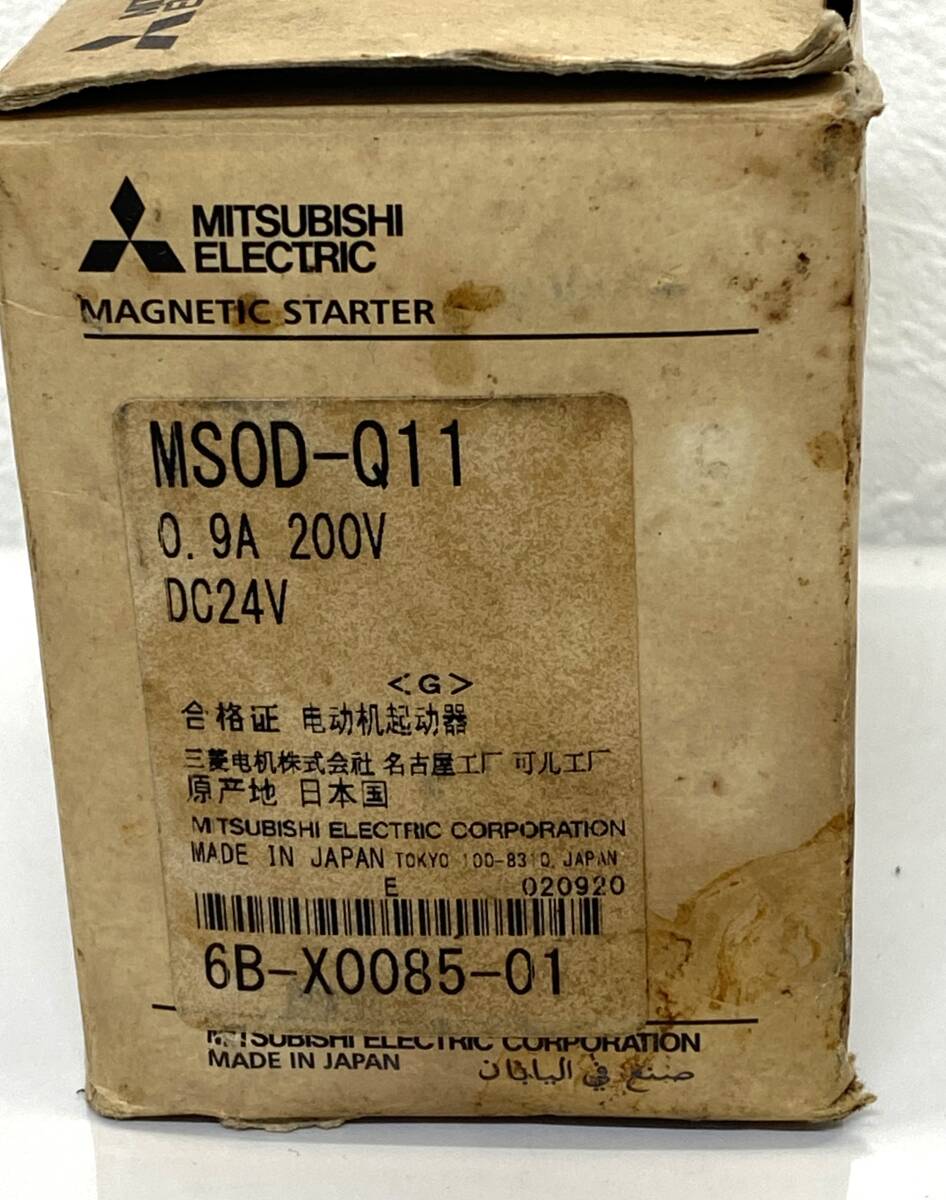 MITSUBISHI
ELECTRIC
MAGNETIC STARTER
MSOD-Q11
0.9A 200V
DC24V
<G>
合格证 电动机起动器
三菱电机株式会社 名古屋工厂 可儿工厂
原产地 日本国
MITSUBISHI ELECTRIC CORPORATION
MADE IN JAPAN TOKYO 100-8310, JAPAN
E 020920
6B-X0085-01
MITSUBISHI ELECTRIC CORPORATION
MADE IN JAPAN صنع في اليابان